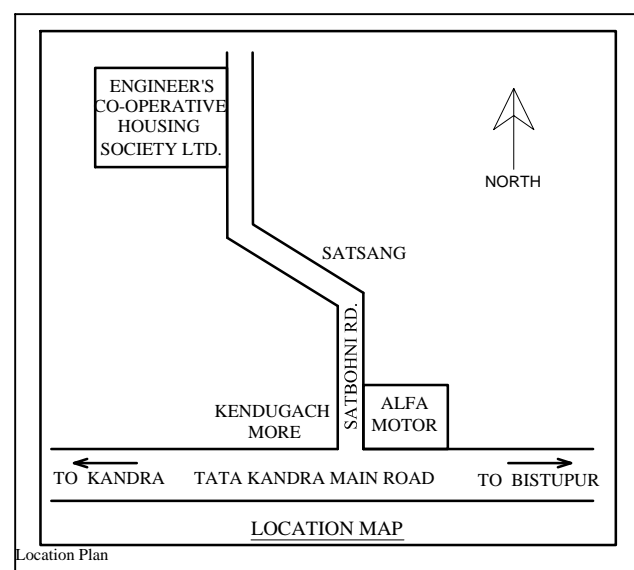 ENGINEER'S
CO-OPERATIVE
HOUSING
SOCIETY LTD.
NORTH
SATSANG
SATBOHNI RD.
KENDUGACH
MORE
ALFA
MOTOR
TO KANDRA
TATA KANDRA MAIN ROAD
TO BISTUPUR
LOCATION MAP
Location Plan